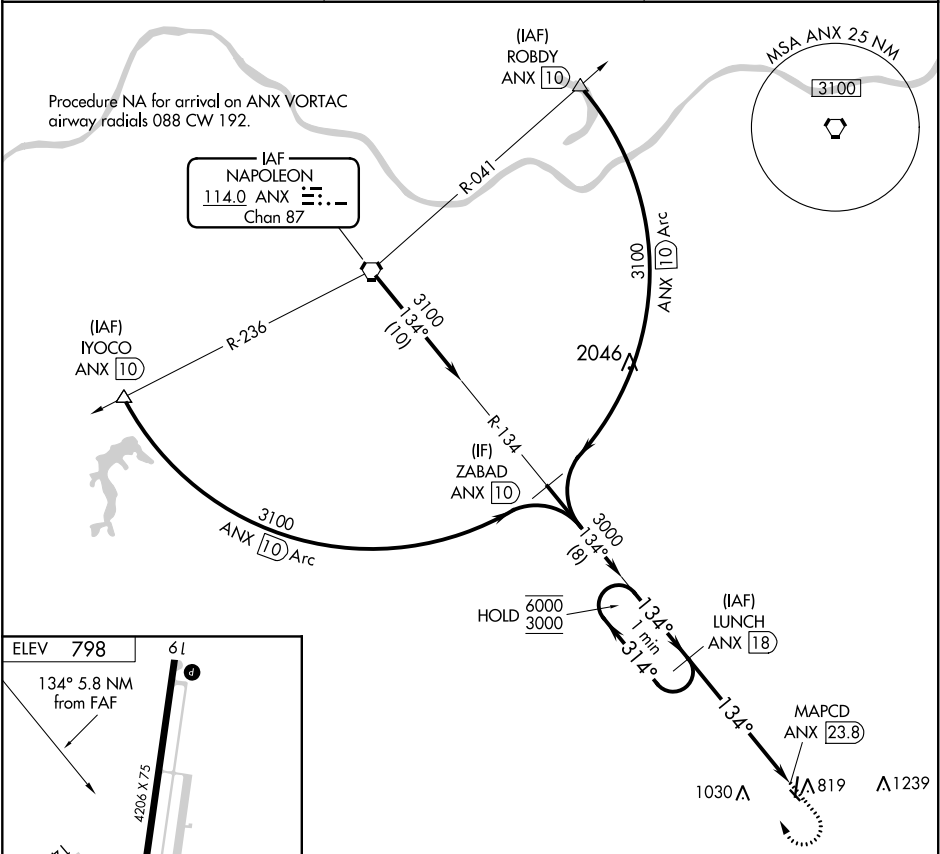 (IAF)
ROBDY
ANX 10
MSA ANX 25 NM
3100
Procedure NA for arrival on ANX VORTAC
airway radials 088 CW 192.
IAF
NAPOLEON
114.0 ANX
Chan 87
R-041
3100
ANX 10 Arc
3100
134°
(10)
R-236
(IAF)
IYOCO
ANX 10
2046
R-134
(IF)
ZABAD
ANX 10
3100
ANX 10 Arc
3000
134°
(8)
HOLD 6000
3000
134°
1 min
314°
(IAF)
LUNCH
ANX 18
134°
MAPCD
ANX 23.8
1030
819
1239
ELEV 798
19
P
134° 5.8 NM
from FAF
4206 X 75